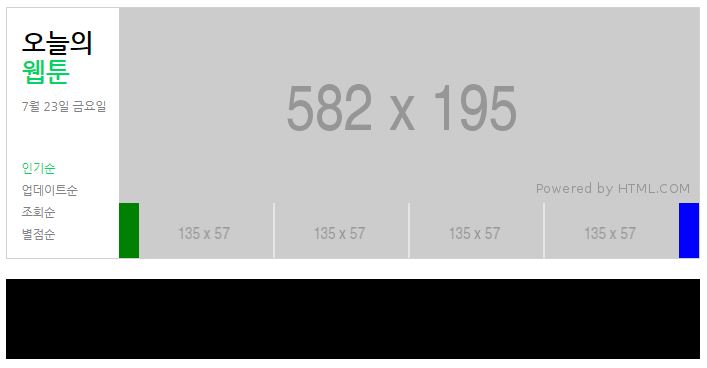 오늘의
웹툰
7월 23일 금요일
인기순
업데이트순
조회순
별점순
582 x 195
Powered by HTML.COM
135 x 57
135 x 57
135 x 57
135 x 57